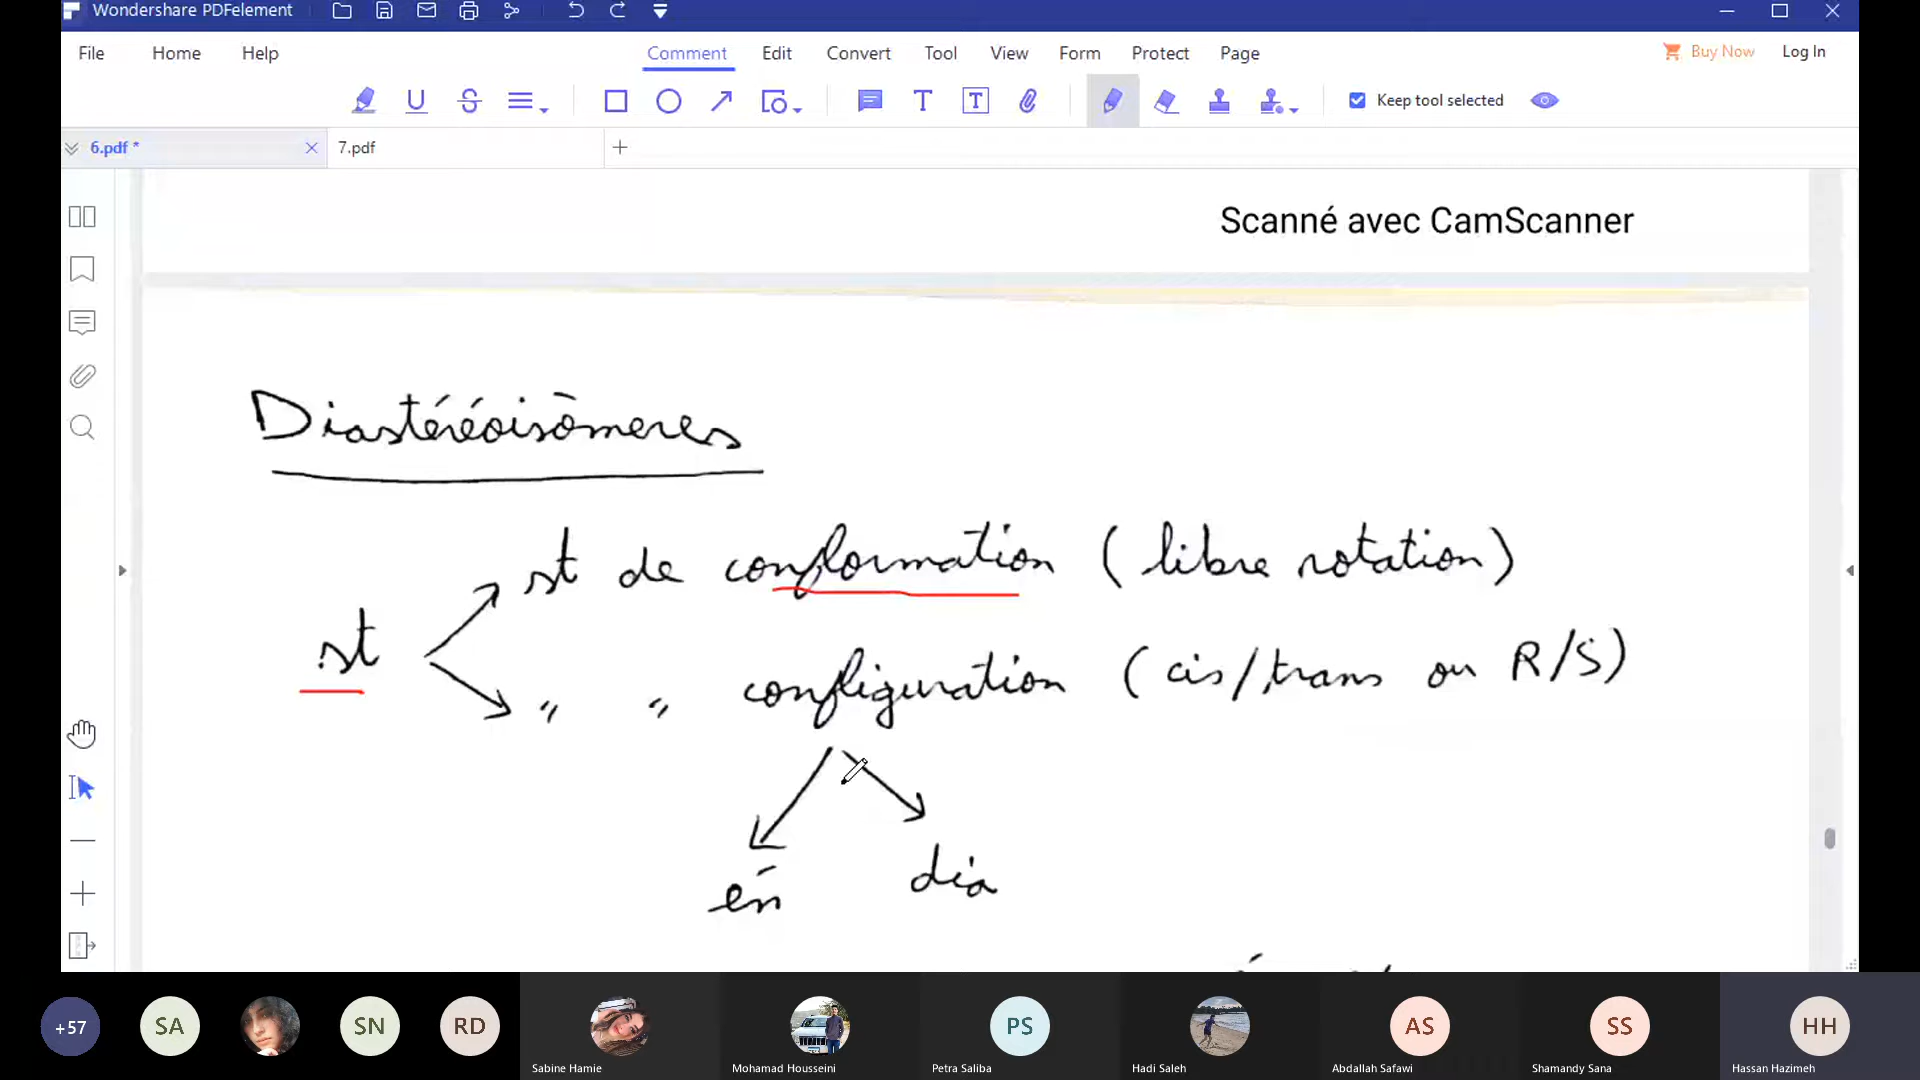 Wondershare PDFelement
File Home Help Comment Edit Convert Tool View Form Protect Page Buy Now Log In
Keep tool selected
6.pdf * 7.pdf
Scanné avec CamScanner
Diastéréoisomères
st de conformation (libre rotation)
st
" " configuration (cis/trans ou R/S)
én dia
+57 SA SN RD PS AS SS HH
Sabine Hamie Mohamad Housseini Petra Saliba Hadi Saleh Abdallah Safawi Shamandy Sana Hassan Hazimeh